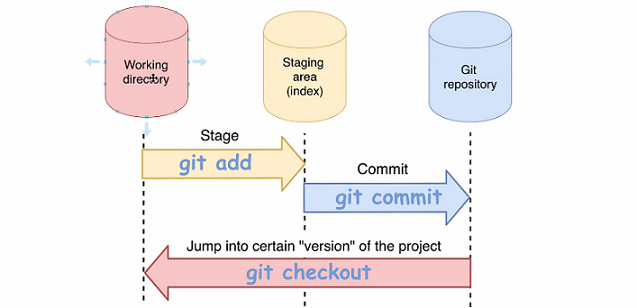 Working
directory
Staging
area
(index)
Git
repository
Stage
git add
Commit
git commit
Jump into certain "version" of the project
git checkout